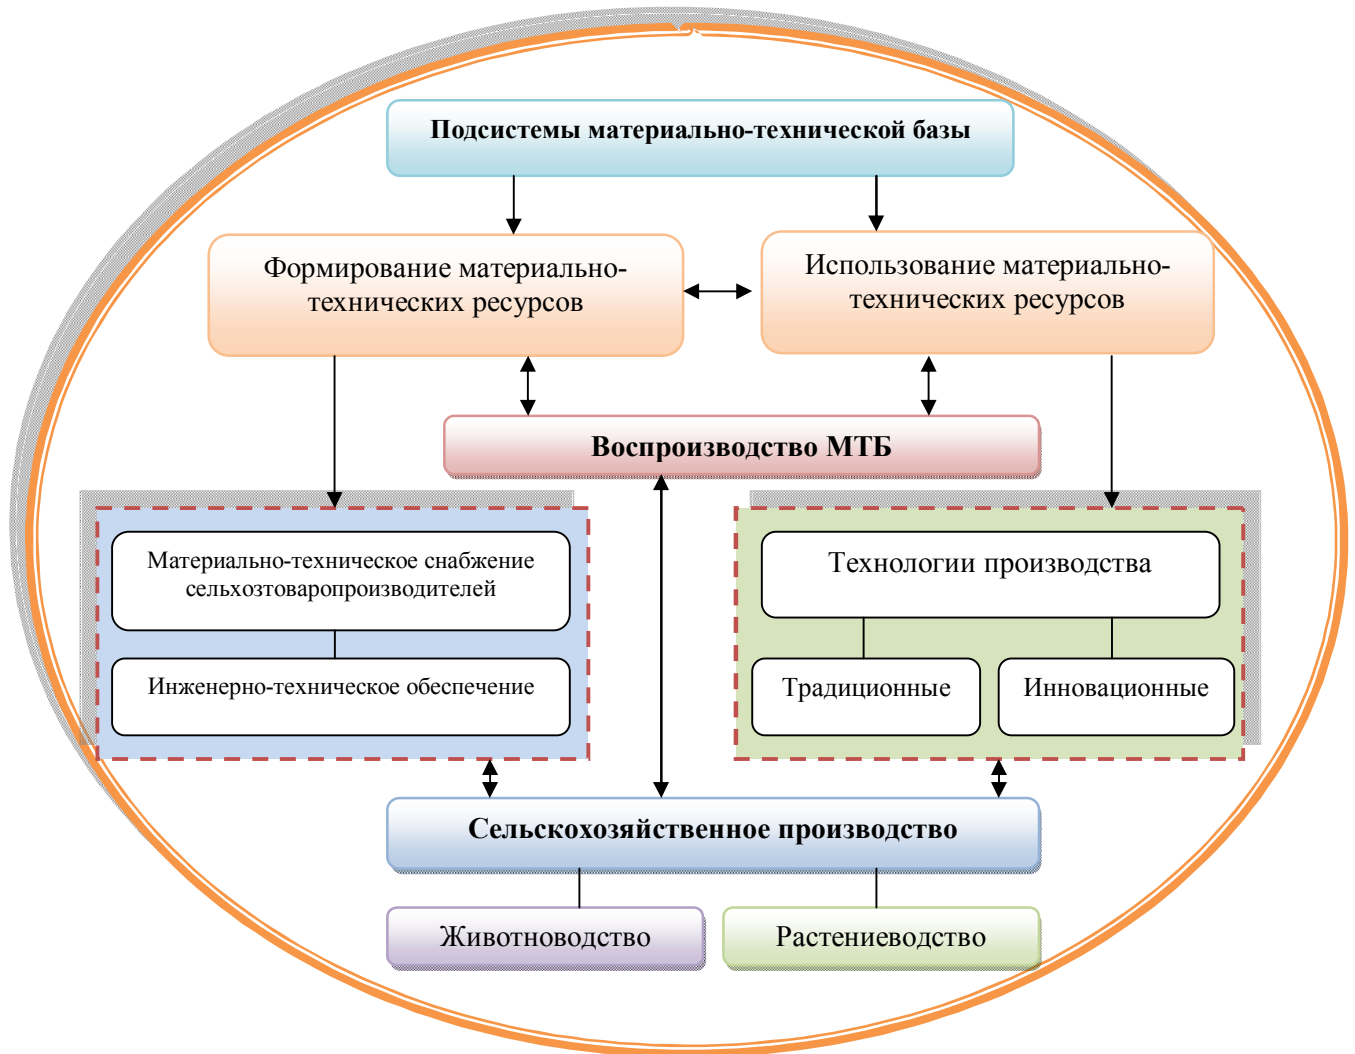 Подсистемы материально-технической базы
Формирование материально-
технических ресурсов
Использование материально-
технических ресурсов
Воспроизводство МТБ
Материально-техническое снабжение
сельхозтоваропроизводителей
Инженерно-техническое обеспечение
Технологии производства
Традиционные
Инновационные
Сельскохозяйственное производство
Животноводство
Растениеводство